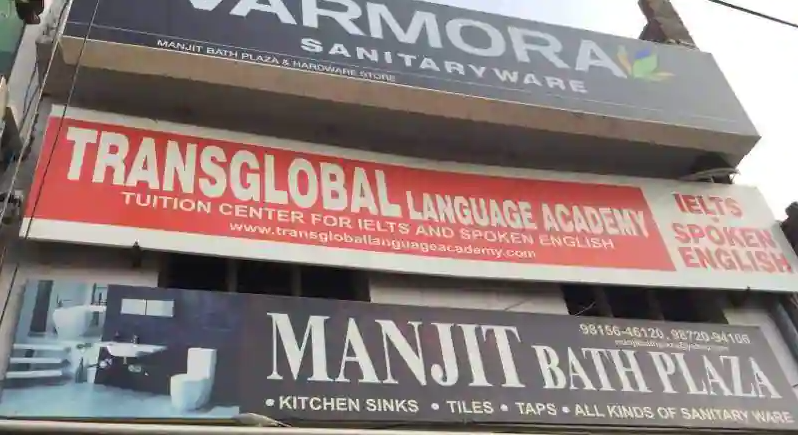 VARMORA
SANITARYWARE
MANJIT BATH PLAZA & HARDWARE STORE
TRANSGLOBAL LANGUAGE ACADEMY
TUITION CENTER FOR IELTS AND SPOKEN ENGLISH
www.transgloballanguageacademy.com
IELTS
SPOKEN
ENGLISH
98156-46120, 98720-94166
MANJIT BATH PLAZA
• KITCHEN SINKS • TILES • TAPS • ALL KINDS OF SANITARY WARE